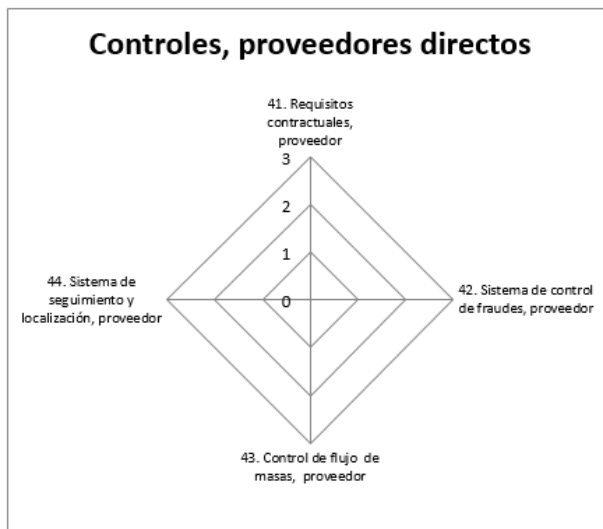 Controles, proveedores directos
41. Requisitos
contractuales,
proveedor
3
2
1
0
44. Sistema de
seguimiento y
localización, proveedor
42. Sistema de control
de fraudes, proveedor
43. Control de flujo de
masas, proveedor